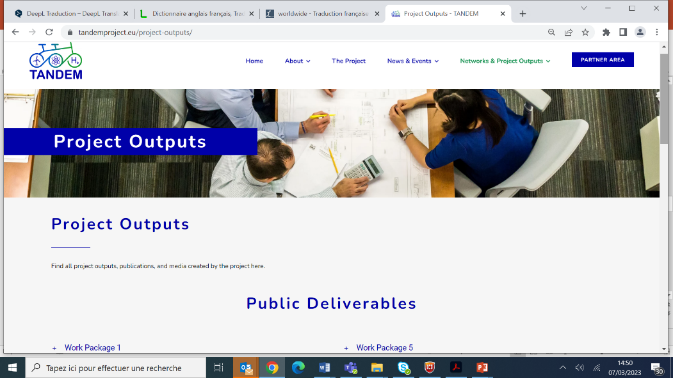 DeepL Traduction – DeepL Transl
Dictionnaire anglais français, Trad
worldwide - Traduction française
Project Outputs - TANDEM
tandemproject.eu/project-outputs/
TANDEM
Home
About
The Project
News & Events
Networks & Project Outputs
PARTNER AREA
Project Outputs
Project Outputs
Find all project outputs, publications, and media created by the project here.
Public Deliverables
+ Work Package 1
+ Work Package 5
Tapez ici pour effectuer une recherche
14:50
07/03/2023